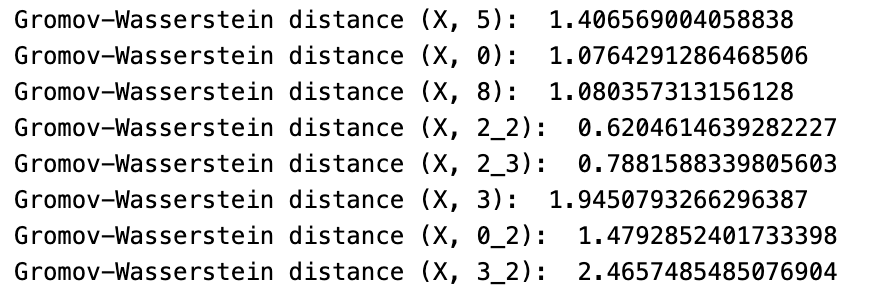 Gromov-Wasserstein distance (X, 5):  1.406569004058838
Gromov-Wasserstein distance (X, 0):  1.0764291286468506
Gromov-Wasserstein distance (X, 8):  1.080357313156128
Gromov-Wasserstein distance (X, 2_2):  0.6204614639282227
Gromov-Wasserstein distance (X, 2_3):  0.7881588339805603
Gromov-Wasserstein distance (X, 3):  1.9450793266296387
Gromov-Wasserstein distance (X, 0_2):  1.4792852401733398
Gromov-Wasserstein distance (X, 3_2):  2.4657485485076904